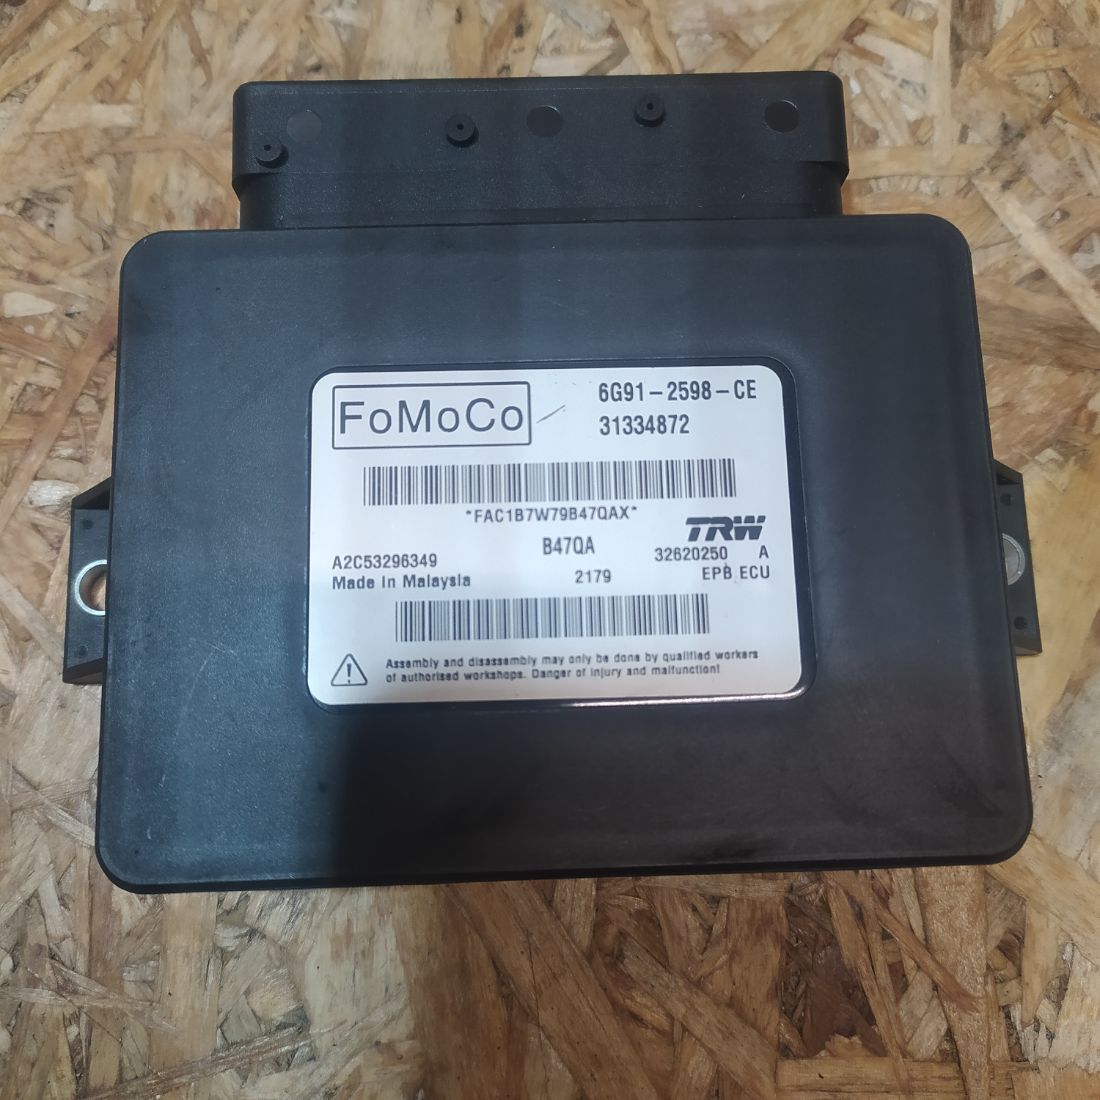 FoMoCo
6G91-2598-CE
31334872
*FAC1B7W79B47QAX*
TRW
A2C53296349
B47QA
32620250 A
Made In Malaysia
2179
EPB ECU
Assembly and disassembly may only be done by qualified workers
of authorised workshops. Danger of injury and malfunction!